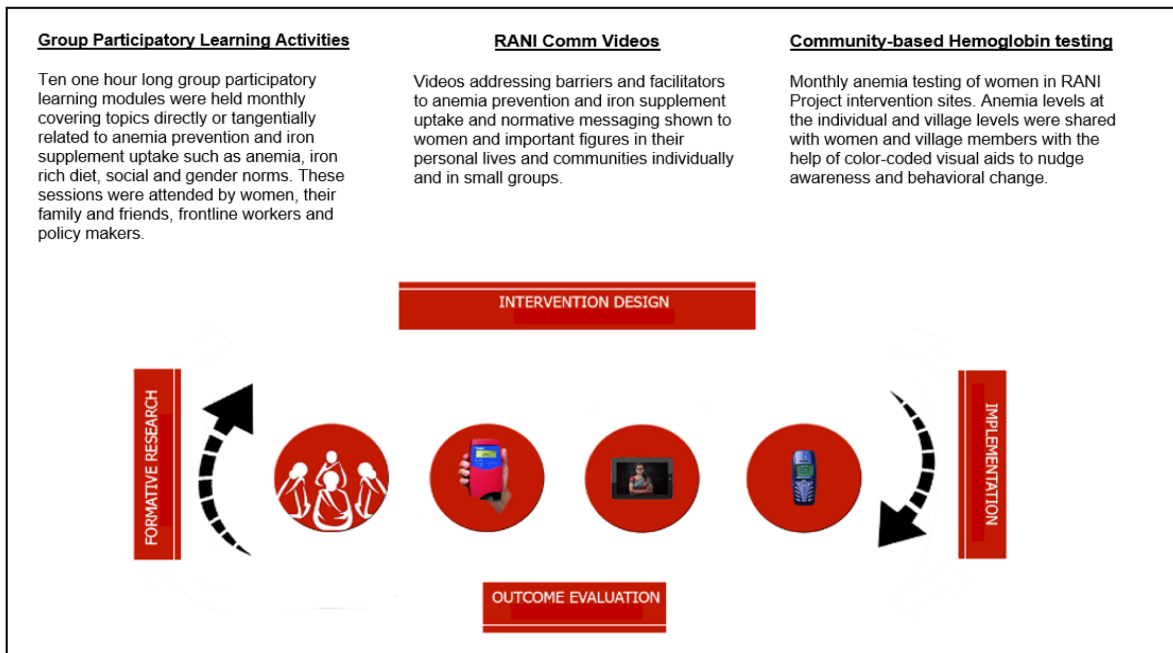 Group Participatory Learning Activities
Ten one hour long group participatory
learning modules were held monthly
covering topics directly or tangentially
related to anemia prevention and iron
supplement uptake such as anemia, iron
rich diet, social and gender norms. These
sessions were attended by women, their
family and friends, frontline workers and
policy makers.
RANI Comm Videos
Videos addressing barriers and facilitators
to anemia prevention and iron supplement
uptake and normative messaging shown to
women and important figures in their
personal lives and communities individually
and in small groups.
Community-based Hemoglobin testing
Monthly anemia testing of women in RANI
Project intervention sites. Anemia levels at
the individual and village levels were shared
with women and village members with the
help of color-coded visual aids to nudge
awareness and behavioral change.
INTERVENTION DESIGN
FORMATIVE RESEARCH
IMPLEMENTATION
OUTCOME EVALUATION